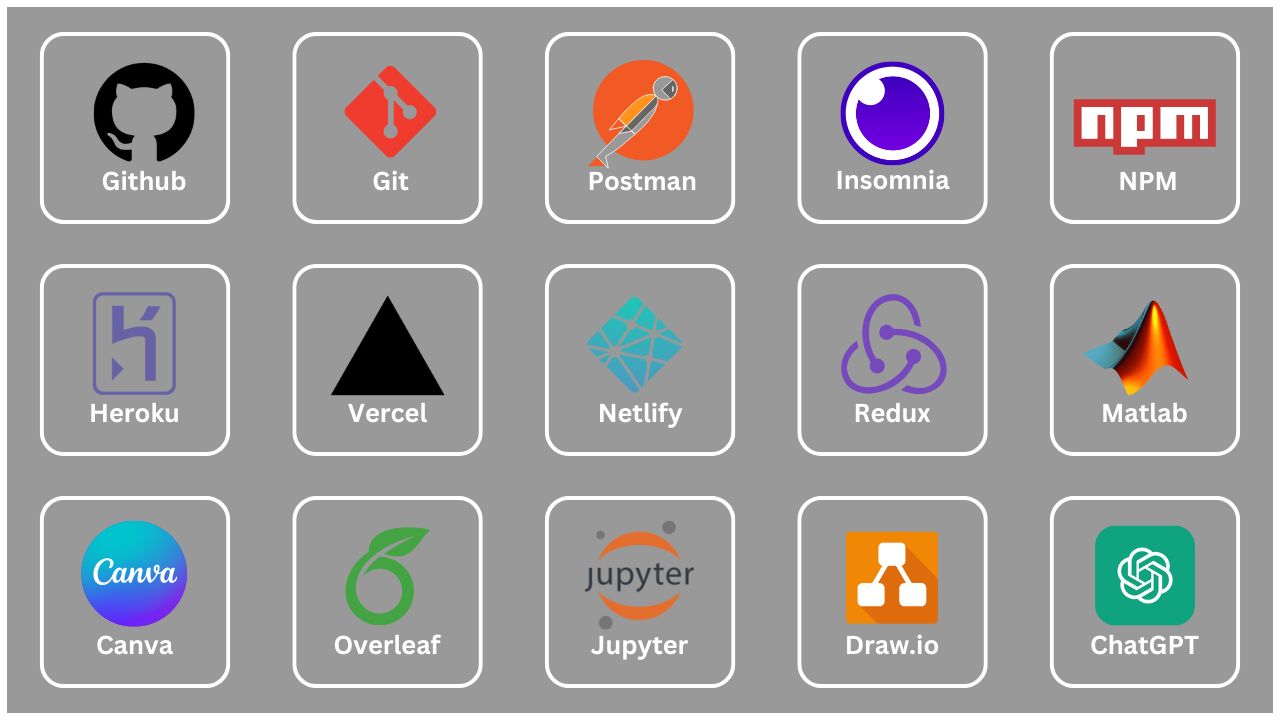 Github
Git
Postman
Insomnia
npm
NPM
Heroku
Vercel
Netlify
Redux
Matlab
Canva
Canva
Overleaf
jupyter
Jupyter
Draw.io
ChatGPT